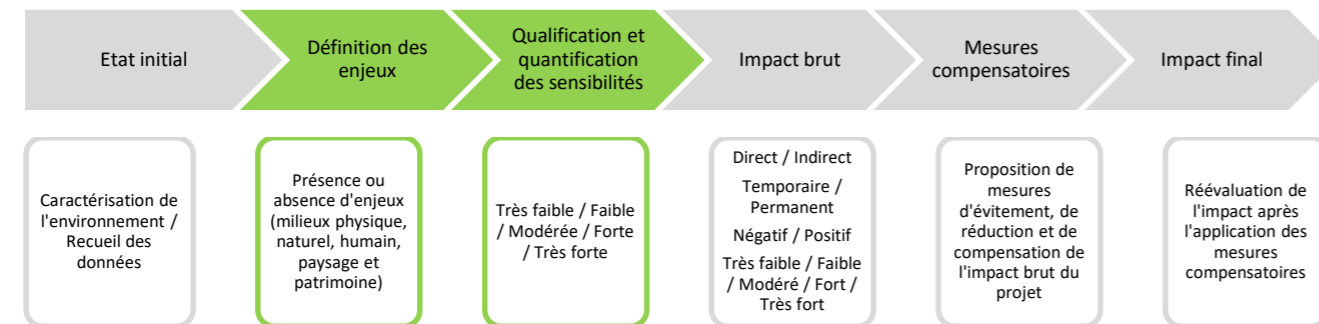 Etat initial
Définition des
enjeux
Qualification et
quantification
des sensibilités
Impact brut
Mesures
compensatoires
Impact final
Caractérisation de
l'environnement /
Recueil des
données
Présence ou
absence d'enjeux
(milieux physique,
naturel, humain,
paysage et
patrimoine)
Très faible / Faible
/ Modérée / Forte
/ Très forte
Direct / Indirect
Temporaire /
Permanent
Négatif / Positif
Très faible / Faible
/ Modéré / Fort /
Très fort
Proposition de
mesures
d'évitement, de
réduction et de
compensation de
l'impact brut du
projet
Réévaluation de
l'impact après
l'application des
mesures
compensatoires